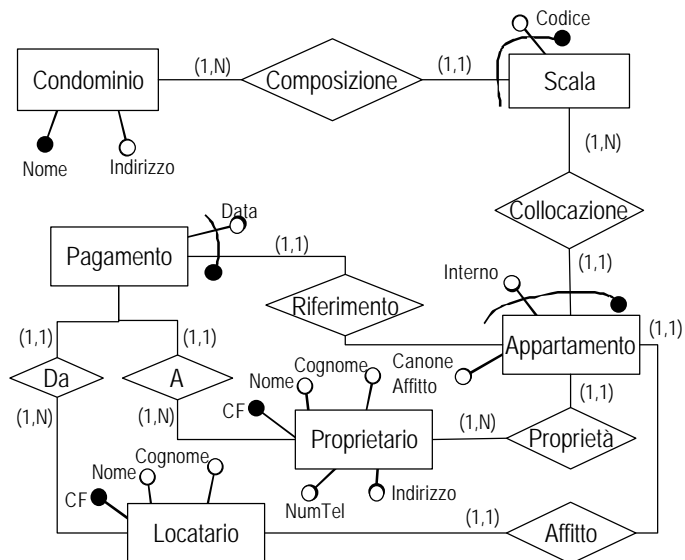 Codice
Condominio
(1,N)
Composizione
(1,1)
Scala
Nome
Indirizzo
(1,N)
Collocazione
Data
Pagamento
(1,1)
(1,1)
Interno
Riferimento
(1,1)
(1,1)
Appartamento
(1,1)
Canone
Affitto
Da
A
Cognome
Nome
(1,1)
CF
(1,N)
(1,N)
Proprietario
(1,N)
Proprietà
Cognome
Nome
NumTel
Indirizzo
CF
Locatario
(1,1)
Affitto